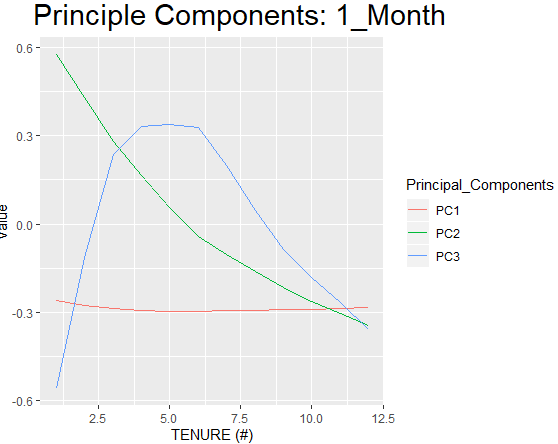 Principle Components: 1_Month
0.6
0.3
0.0
-0.3
-0.6
2.5
5.0
7.5
10.0
12.5
TENURE (#)
Principal_Components
PC1
PC2
PC3